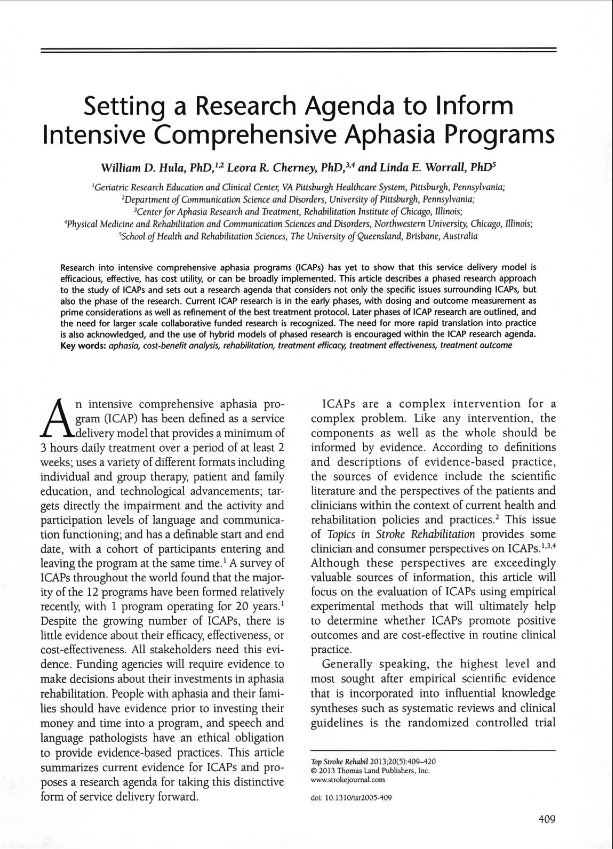 Setting a Research Agenda to Inform
Intensive Comprehensive Aphasia Programs
William D. Hula, PhD,1,2 Leora R. Cherney, PhD,3,4 and Linda E. Worrall, PhD5
1Geriatric Research Education and Clinical Center, VA Pittsburgh Healthcare System, Pittsburgh, Pennsylvania;
2Department of Communication Science and Disorders, University of Pittsburgh, Pennsylvania;
3Center for Aphasia Research and Treatment, Rehabilitation Institute of Chicago, Illinois;
4Physical Medicine and Rehabilitation and Communication Sciences and Disorders, Northwestern University, Chicago, Illinois;
5School of Health and Rehabilitation Sciences, The University of Queensland, Brisbane, Australia
Research into intensive comprehensive aphasia programs (ICAPs) has yet to show that this service delivery model is
efficacious, effective, has cost utility, or can be broadly implemented. This article describes a phased research approach
to the study of ICAPs and sets out a research agenda that considers not only the specific issues surrounding ICAPs, but
also the phase of the research. Current ICAP research is in the early phases, with dosing and outcome measurement as
prime considerations as well as refinement of the best treatment protocol. Later phases of ICAP research are outlined, and
the need for larger scale collaborative funded research is recognized. The need for more rapid translation into practice
is also acknowledged, and the use of hybrid models of phased research is encouraged within the ICAP research agenda.
Key words: aphasia, cost-benefit analysis, rehabilitation, treatment efficacy, treatment effectiveness, treatment outcome
An intensive comprehensive aphasia pro-
gram (ICAP) has been defined as a service
delivery model that provides a minimum of
3 hours daily treatment over a period of at least 2
weeks; uses a variety of different formats including
individual and group therapy, patient and family
education, and technological advancements; tar-
gets directly the impairment and the activity and
participation levels of language and communica-
tion functioning; and has a definable start and end
date, with a cohort of participants entering and
leaving the program at the same time.1 A survey of
ICAPs throughout the world found that the major-
ity of the 12 programs have been formed relatively
recently, with 1 program operating for 20 years.1
Despite the growing number of ICAPs, there is
little evidence about their efficacy, effectiveness, or
cost-effectiveness. All stakeholders need this evi-
dence. Funding agencies will require evidence to
make decisions about their investments in aphasia
rehabilitation. People with aphasia and their fami-
lies should have evidence prior to investing their
money and time into a program, and speech and
language pathologists have an ethical obligation
to provide evidence-based practices. This article
summarizes current evidence for ICAPs and pro-
poses a research agenda for taking this distinctive
form of service delivery forward.
ICAPs are a complex intervention for a
complex problem. Like any intervention, the
components as well as the whole should be
informed by evidence. According to definitions
and descriptions of evidence-based practice,
the sources of evidence include the scientific
literature and the perspectives of the patients and
clinicians within the context of current health and
rehabilitation policies and practices.2 This issue
of Topics in Stroke Rehabilitation provides some
clinician and consumer perspectives on ICAPs.1,3,4
Although these perspectives are exceedingly
valuable sources of information, this article will
focus on the evaluation of ICAPs using empirical
experimental methods that will ultimately help
to determine whether ICAPs promote positive
outcomes and are cost-effective in routine clinical
practice.
Generally speaking, the highest level and
most sought after empirical scientific evidence
that is incorporated into influential knowledge
syntheses such as systematic reviews and clinical
guidelines is the randomized controlled trial
Top Stroke Rehabil 2013;20(5):409–420
© 2013 Thomas Land Publishers, Inc.
www.strokejournal.com
doi: 10.1310/tsr2005-409
409